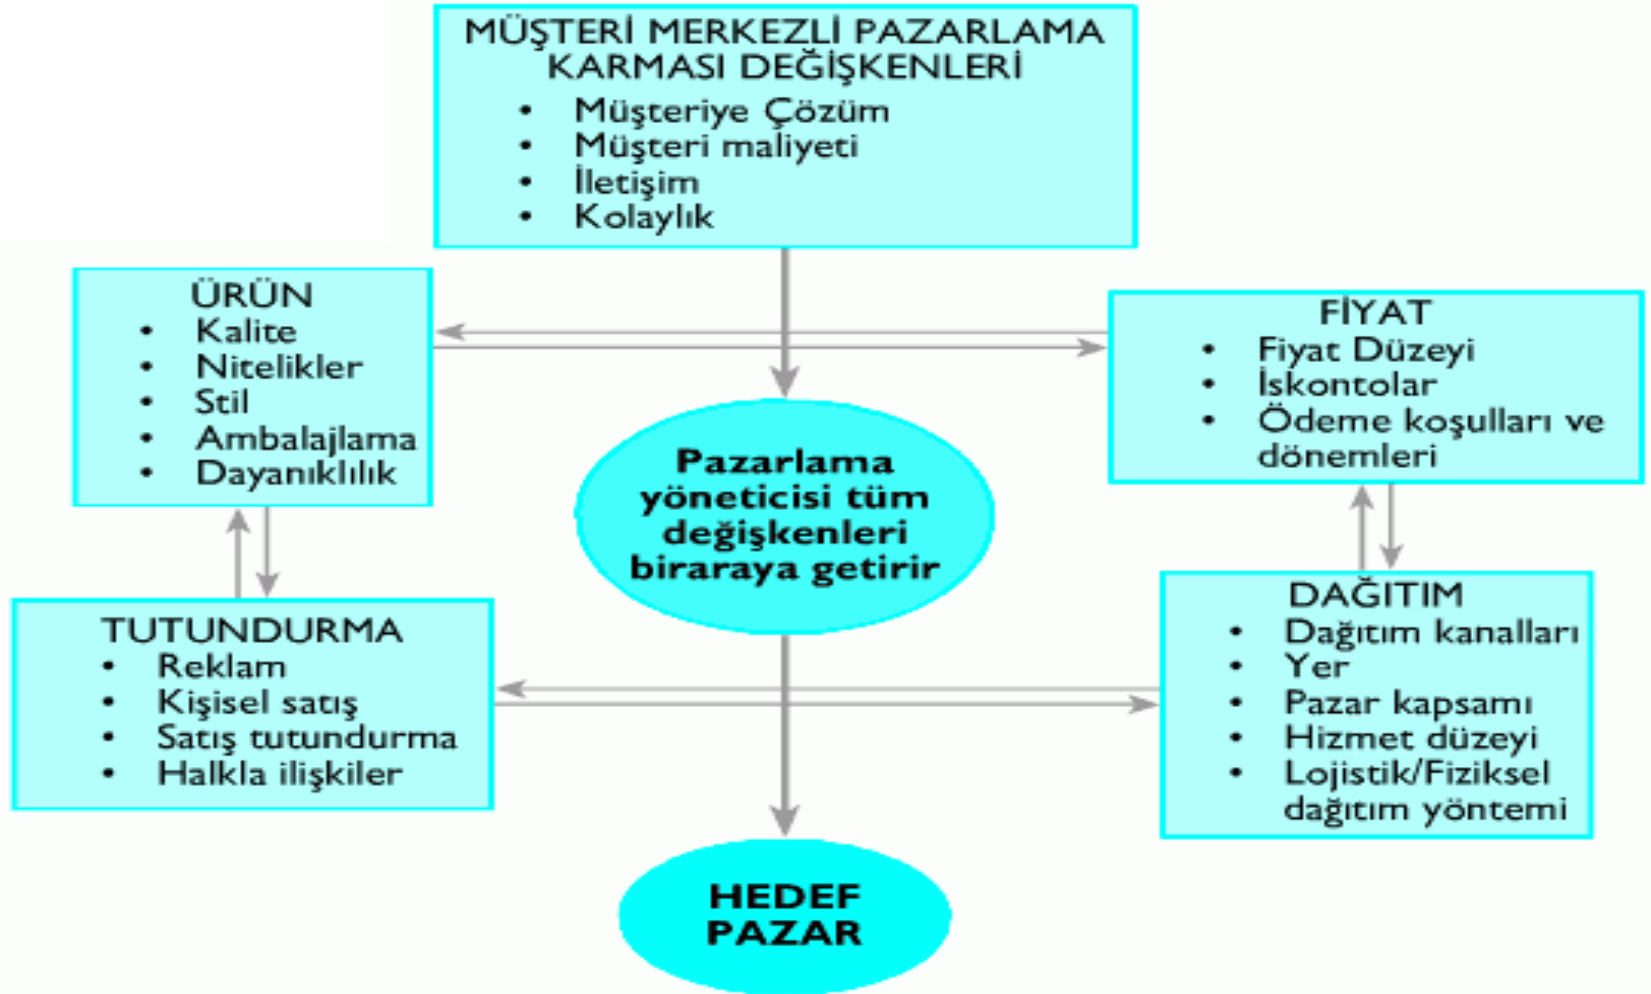 MÜŞTERİ MERKEZLİ PAZARLAMA
KARMASI DEĞİŞKENLERİ
• Müşteriye Çözüm
• Müşteri maliyeti
• İletişim
• Kolaylık
ÜRÜN
• Kalite
• Nitelikler
• Stil
• Ambalajlama
• Dayanıklılık
FİYAT
• Fiyat Düzeyi
• İskontolar
• Ödeme koşulları ve
dönemleri
Pazarlama
yöneticisi tüm
değişkenleri
biraraya getirir
TUTUNDURMA
• Reklam
• Kişisel satış
• Satış tutundurma
• Halkla ilişkiler
DAĞITIM
• Dağıtım kanalları
• Yer
• Pazar kapsamı
• Hizmet düzeyi
• Lojistik/Fiziksel
dağıtım yöntemi
HEDEF
PAZAR